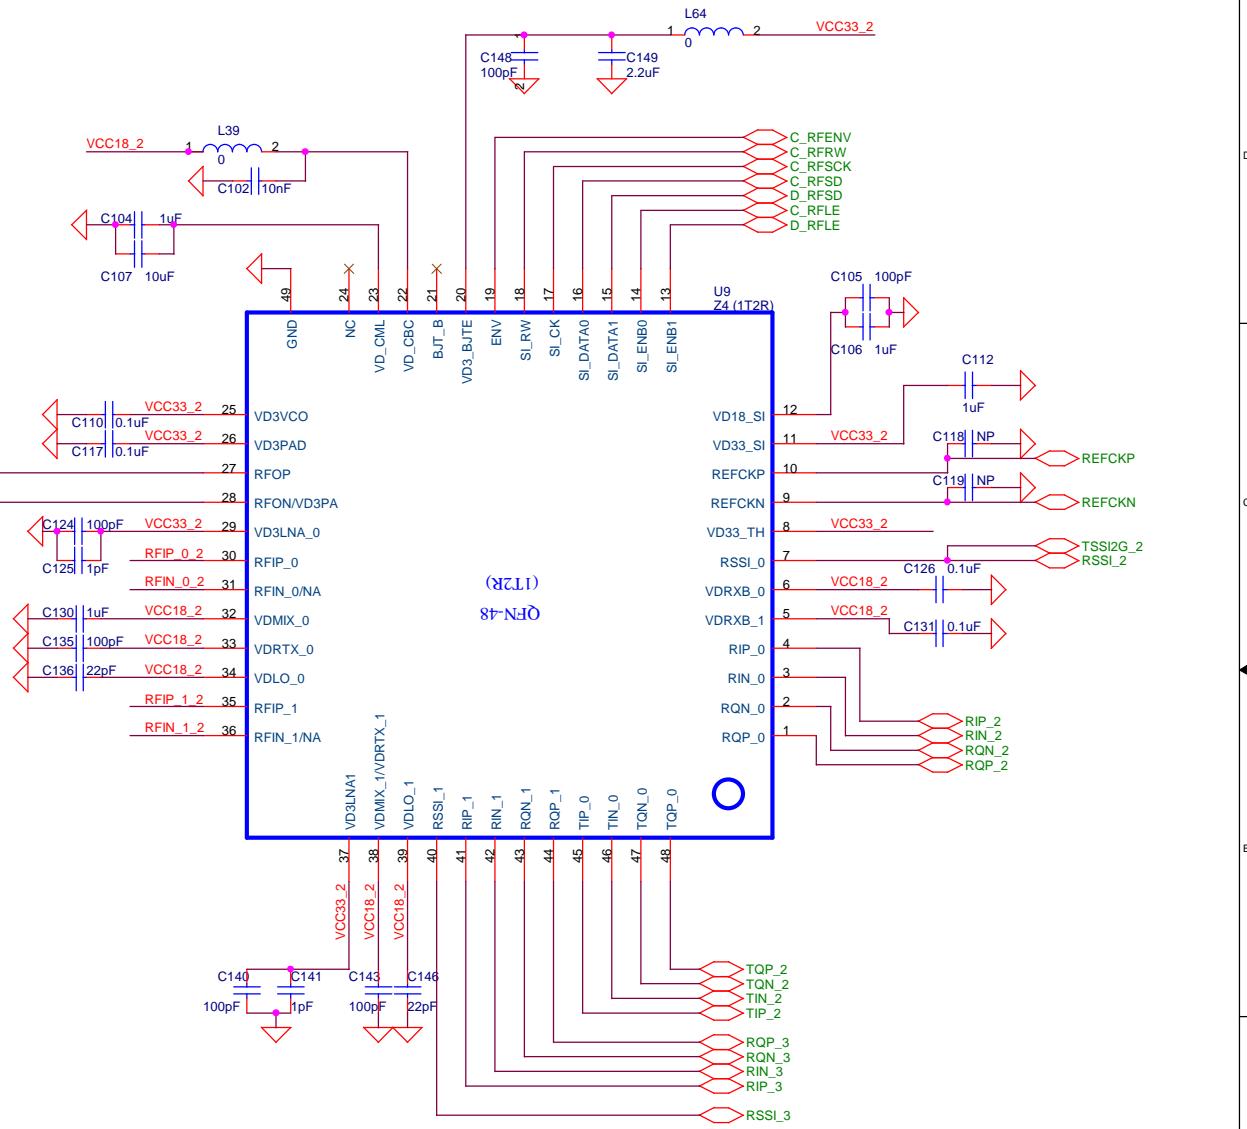 L64
1 2 VCC33_2
0
1
C148 C149
100pF 2.2uF
2
L39
VCC18_2 1 2
0
C102 10nF
C_RFENV
C_RFRW
C_RFSCK
C_RFSD
D_RFSD
C_RFLE
D_RFLE
C104 1uF
C107 10uF
49 24 23 22 21 20 19 18 17 16 15 14 13
GND NC VD_CML VD_CBC BJT_B VD3_BJTE ENV SI_RW SI_CK SI_DATA0 SI_DATA1 SI_ENB0 SI_ENB1
U9
Z4 (1T2R)
C105 100pF
C106 1uF
C112
1uF
C110 0.1uF VCC33_2 25 VD3VCO
C117 0.1uF VCC33_2 26 VD3PAD
27 RFOP
28 RFON/VD3PA
C124 100pF VCC33_2 29 VD3LNA_0
C125 1pF
RFIP_0_2 30 RFIP_0
RFIN_0_2 31 RFIN_0/NA
C130 1uF VCC18_2 32 VDMIX_0
C135 100pF VCC18_2 33 VDRTX_0
C136 22pF VCC18_2 34 VDLO_0
RFIP_1_2 35 RFIP_1
RFIN_1_2 36 RFIN_1/NA
(1T2R)
QFN-48
VD18_SI 12
VD33_SI 11 VCC33_2
C118 NP
REFCKP 10 REFCKP
C119 NP
REFCKN 9 REFCKN
VD33_TH 8 VCC33_2
TSSI2G_2
RSSI_0 7 RSSI_2
VDRXB_0 6 VCC18_2 C126 0.1uF
VDRXB_1 5 VCC18_2 C131 0.1uF
RIP_0 4
RIN_0 3
RQN_0 2
RQP_0 1
RIP_2
RIN_2
RQN_2
RQP_2
VD3LNA1 VDMIX_1/VDRTX_1 VDLO_1 RSSI_1 RIP_1 RIN_1 RQN_1 RQP_1 TIP_0 TIN_0 TQN_0 TQP_0
37 38 39 40 41 42 43 44 45 46 47 48
VCC33_2 VCC18_2 VCC18_2
C140 C141 C143 C146
100pF 1pF 100pF 22pF
TQP_2
TQN_2
TIN_2
TIP_2
RQP_3
RQN_3
RIN_3
RIP_3
RSSI_3